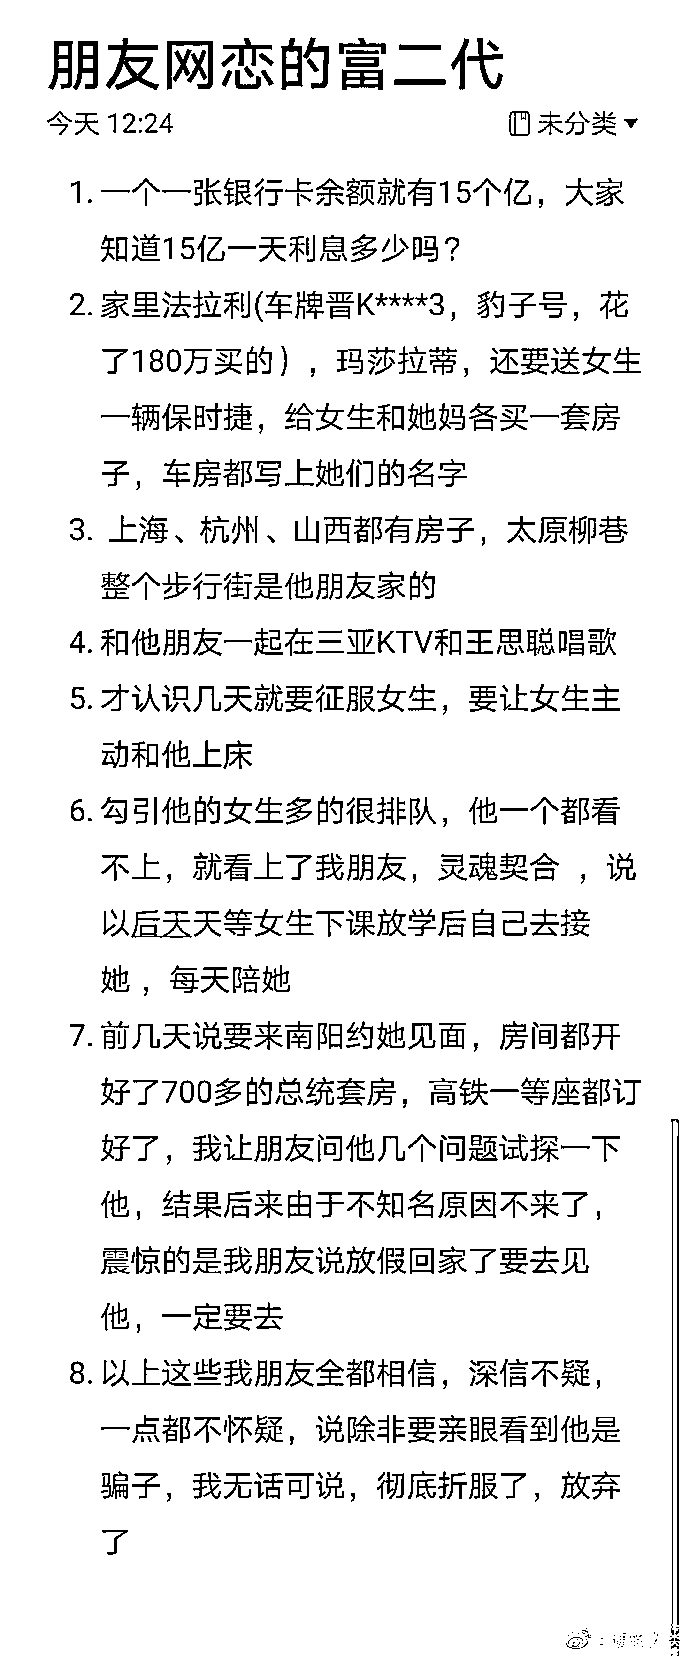 朋友网恋的富二代
今天 12:24
未分类
1. 一个一张银行卡余额就有15个亿，大家
知道15亿一天利息多少吗？
2. 家里法拉利(车牌晋K****3，豹子号，花
了180万买的），玛莎拉蒂，还要送女生
一辆保时捷，给女生和她妈各买一套房
子，车房都写上她们的名字
3. 上海、杭州、山西都有房子，太原柳巷
整个步行街是他朋友家的
4. 和他朋友一起在三亚KTV和王思聪唱歌
5. 才认识几天就要征服女生，要让女生主
动和他上床
6. 勾引他的女生多的很排队，他一个都看
不上，就看上了我朋友，灵魂契合 ，说
以后天天等女生下课放学后自己去接
她 ，每天陪她
7. 前几天说要来南阳约她见面，房间都开
好了700多的总统套房，高铁一等座都订
好了，我让朋友问他几个问题试探一下
他，结果后来由于不知名原因不来了，
震惊的是我朋友说放假回家了要去见
他，一定要去
8. 以上这些我朋友全都相信，深信不疑，
一点都不怀疑，说除非要亲眼看到他是
骗子，我无话可说，彻底折服了，放弃
了